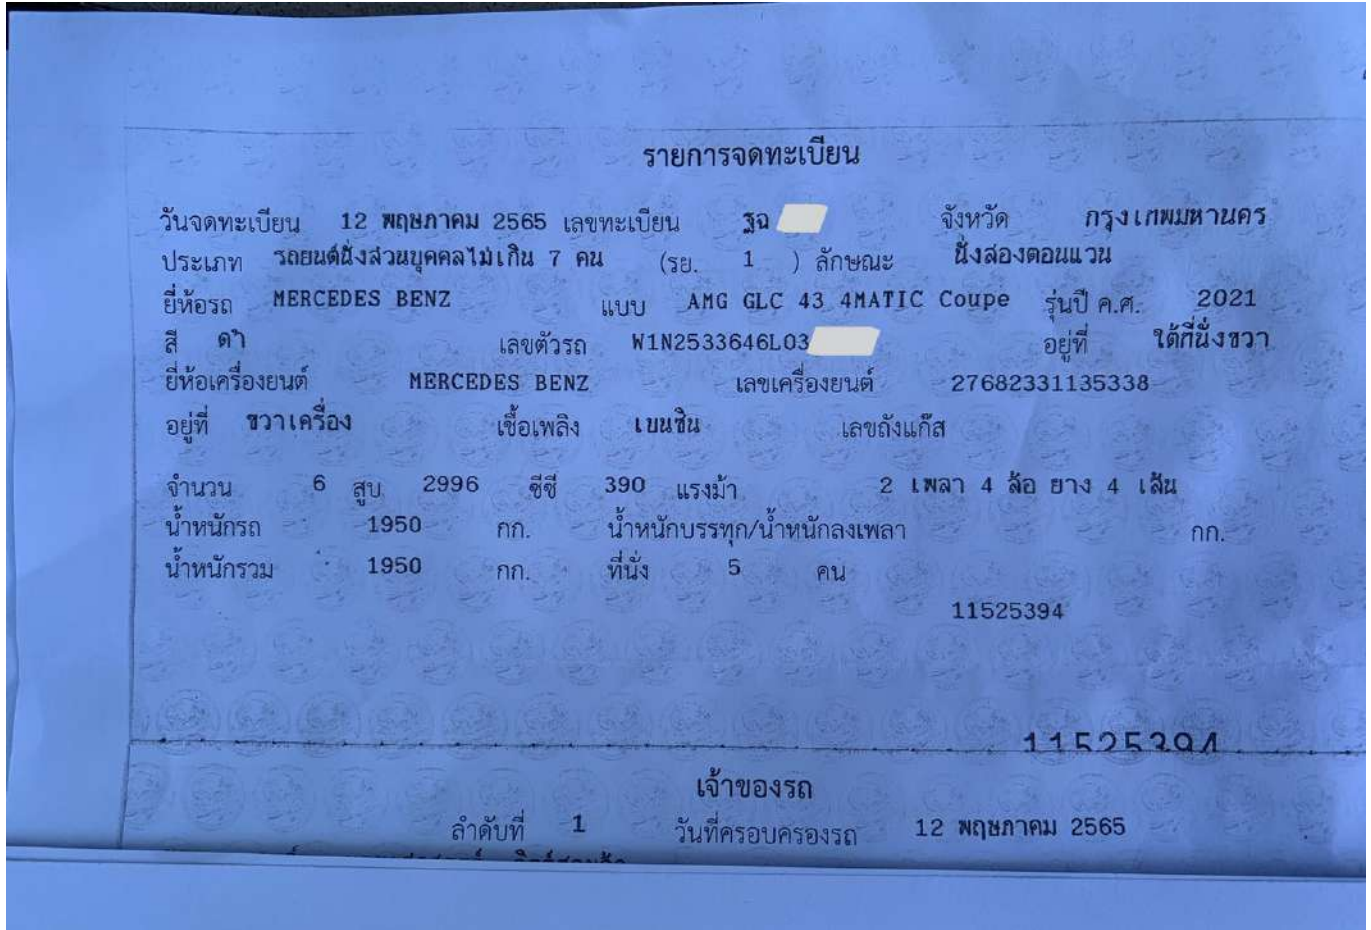 รายการจดทะเบียน
วันจดทะเบียน 12 พฤษภาคม 2565 เลขทะเบียน ฐฉ จังหวัด กรุงเทพมหานคร
ประเภท รถยนต์นั่งส่วนบุคคลไม่เกิน 7 คน (รย. 1 ) ลักษณะ นั่งสองตอนแวน
ยี่ห้อรถ MERCEDES BENZ แบบ AMG GLC 43 4MATIC Coupe รุ่นปี ค.ศ. 2021
สี ดำ เลขตัวรถ W1N2533646L03 อยู่ที่ ใต้ที่นั่งขวา
ยี่ห้อเครื่องยนต์ MERCEDES BENZ เลขเครื่องยนต์ 27682331135338
อยู่ที่ ขวาเครื่อง เชื้อเพลิง เบนซิน เลขถังแก๊ส
จำนวน 6 สูบ 2996 ซีซี 390 แรงม้า 2 เพลา 4 ล้อ ยาง 4 เส้น
น้ำหนักรถ 1950 กก. น้ำหนักบรรทุก/น้ำหนักลงเพลา กก.
น้ำหนักรวม 1950 กก. ที่นั่ง 5 คน
11525394
11525394
เจ้าของรถ
ลำดับที่ 1 วันที่ครอบครองรถ 12 พฤษภาคม 2565